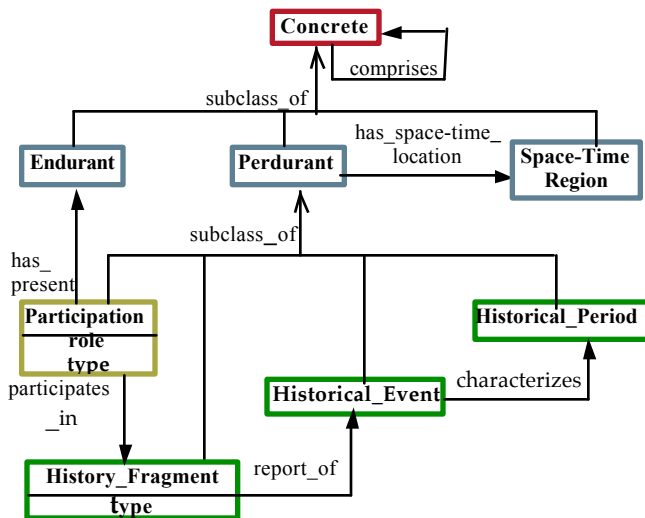 Concrete
comprises
subclass_of
has_space-time_
location
Endurant
Perdurant
Space-Time
Region
subclass_of
has_
present
Participation
role
type
Historical_Period
participates
_in
Historical_Event
characterizes
History_Fragment
type
report_of